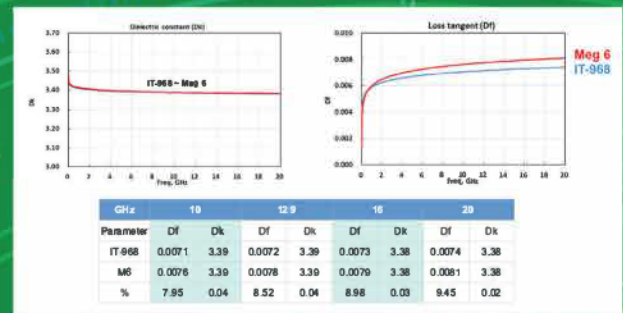 Dielectric constant (Dk)
3.70
3.60
3.50
3.40
3.30
3.20
3.10
3.00
Dk
IT-968 ~ Meg 6
0 2 4 6 8 10 12 14 16 18 20
Freq, GHz
Loss tangent (Df)
0.010
0.008
0.006
0.004
0.002
0.000
Df
Meg 6
IT-968
0 2 4 6 8 10 12 14 16 18 20
Freq, GHz
GHz 10 12.9 16 20
Parameter Df Dk Df Dk Df Dk Df Dk
IT-968 0.0071 3.39 0.0072 3.39 0.0073 3.38 0.0074 3.38
M6 0.0076 3.39 0.0078 3.39 0.0079 3.38 0.0081 3.38
% 7.95 0.04 8.52 0.04 8.98 0.03 9.45 0.02